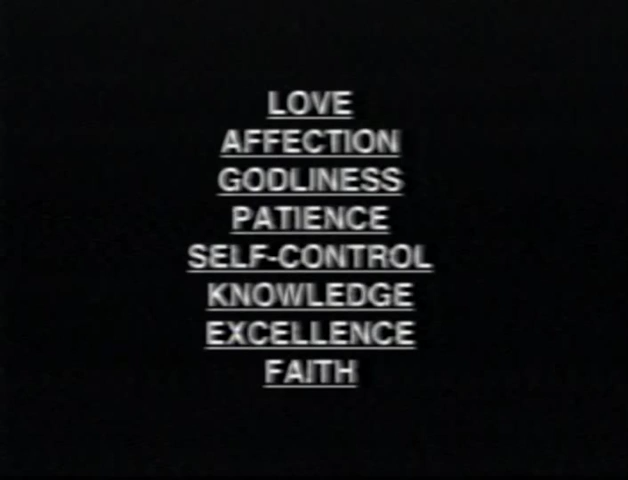 LOVE
AFFECTION
GODLINESS
PATIENCE
SELF-CONTROL
KNOWLEDGE
EXCELLENCE
FAITH